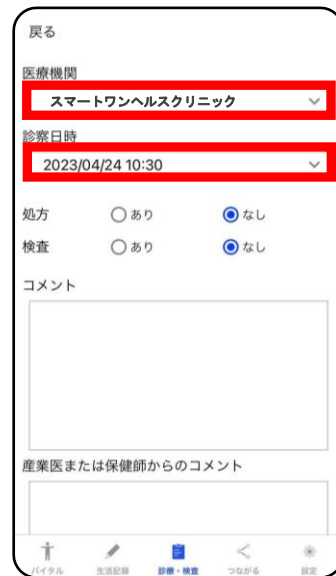 戻る
医療機関
スマートワンヘルスクリニック
診察日時
2023/04/24 10:30
処方 あり なし
検査 あり なし
コメント
産業医または保健師からのコメント
バイタル 生活記録 診療・検査 つながる 設定